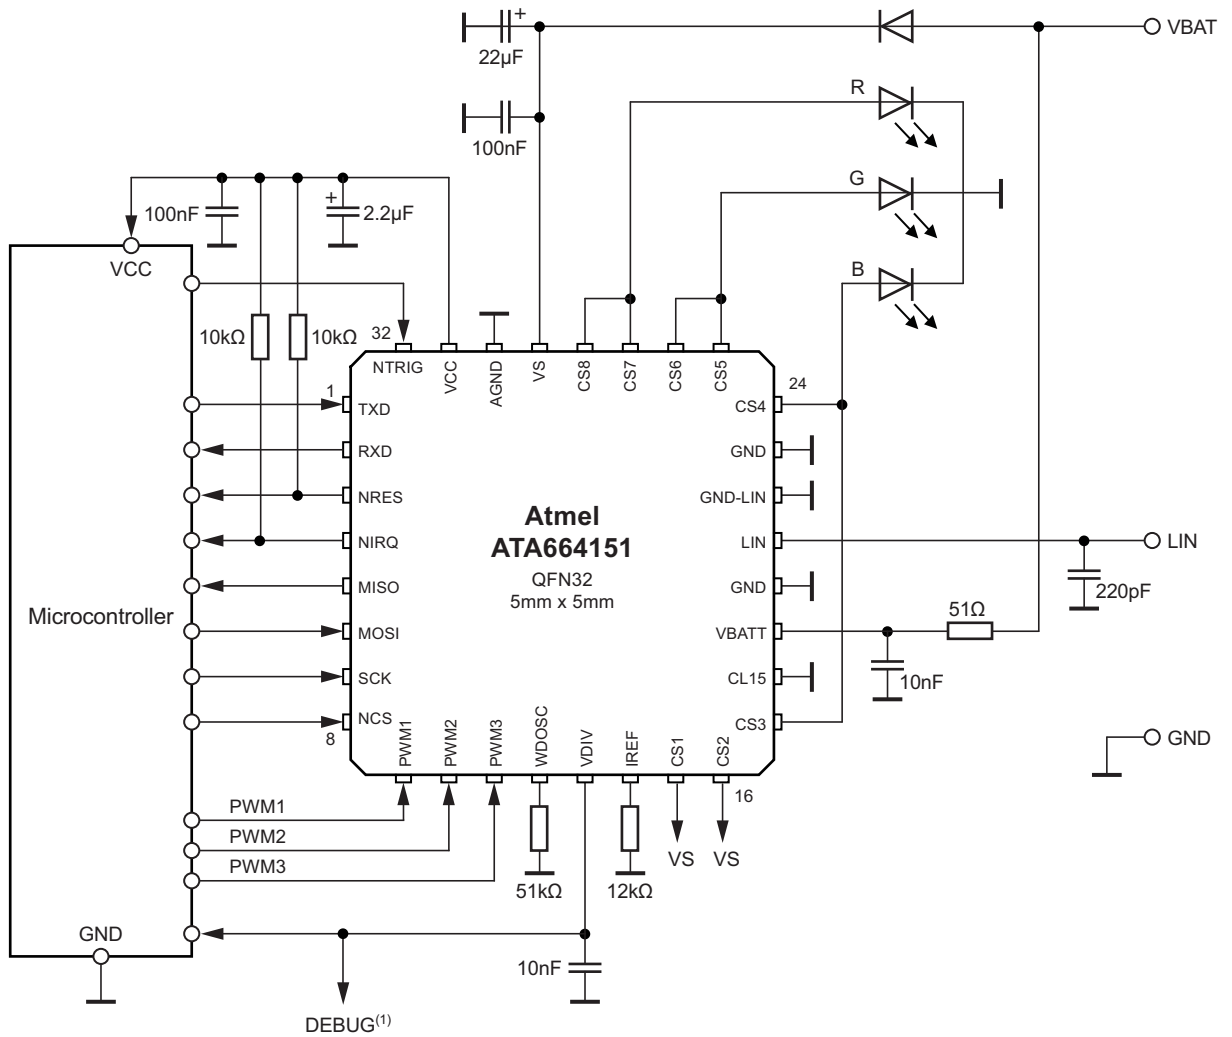 +
22µF
VBAT
R
100nF
G
100nF
+
2.2µF
VCC
B
10kΩ
10kΩ
32
NTRIG
VCC
AGND
VS
CS8
CS7
CS6
CS5
24
1
TXD
CS4
RXD
GND
NRES
GND-LIN
Atmel
ATA664151
QFN32
5mm x 5mm
NIRQ
LIN
LIN
MISO
GND
220pF
Microcontroller
51Ω
MOSI
VBATT
SCK
CL15
10nF
NCS
CS3
8
PWM1
PWM2
PWM3
WDOSC
VDIV
IREF
CS1
CS2
GND
16
PWM1
PWM2
PWM3
VS
VS
51kΩ
12kΩ
GND
10nF
DEBUG(1)